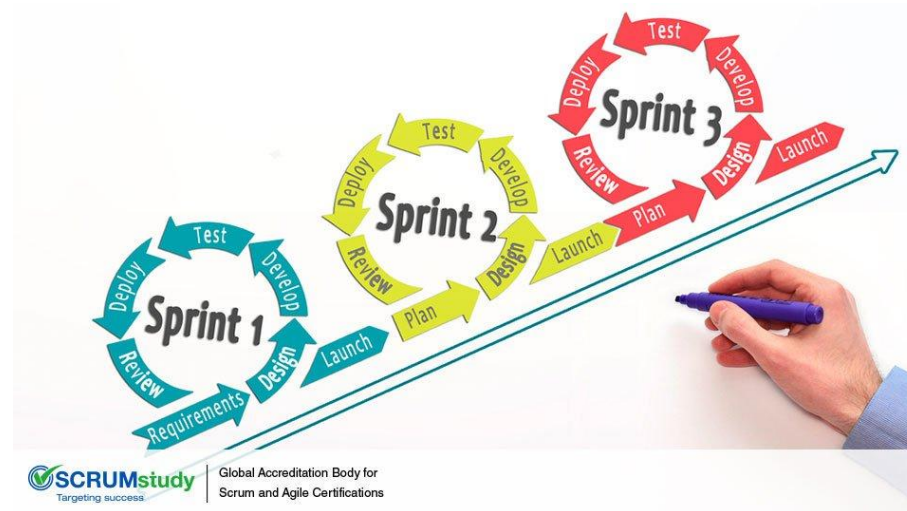 Sprint 1
Requirements
Design
Develop
Test
Deploy
Review
Launch
Sprint 2
Plan
Design
Develop
Test
Deploy
Review
Launch
Sprint 3
Plan
Design
Develop
Test
Deploy
Review
Launch
SCRUMstudy
Targeting success
Global Accreditation Body for
Scrum and Agile Certifications